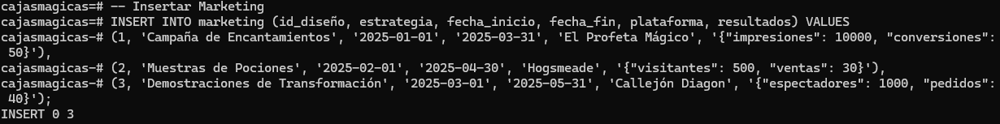 cajasmagicas=# -- Insertar Marketing
cajasmagicas=# INSERT INTO marketing (id_diseño, estrategia, fecha_inicio, fecha_fin, plataforma, resultados) VALUES
cajasmagicas-# (1, 'Campaña de Encantamientos', '2025-01-01', '2025-03-31', 'El Profeta Mágico', '{"impresiones": 10000, "conversiones":
 50}'),
cajasmagicas-# (2, 'Muestras de Pociones', '2025-02-01', '2025-04-30', 'Hogsmeade', '{"visitantes": 500, "ventas": 30}'),
cajasmagicas-# (3, 'Demostraciones de Transformación', '2025-03-01', '2025-05-31', 'Callejón Diagon', '{"espectadores": 1000, "pedidos":
 40}');
INSERT 0 3